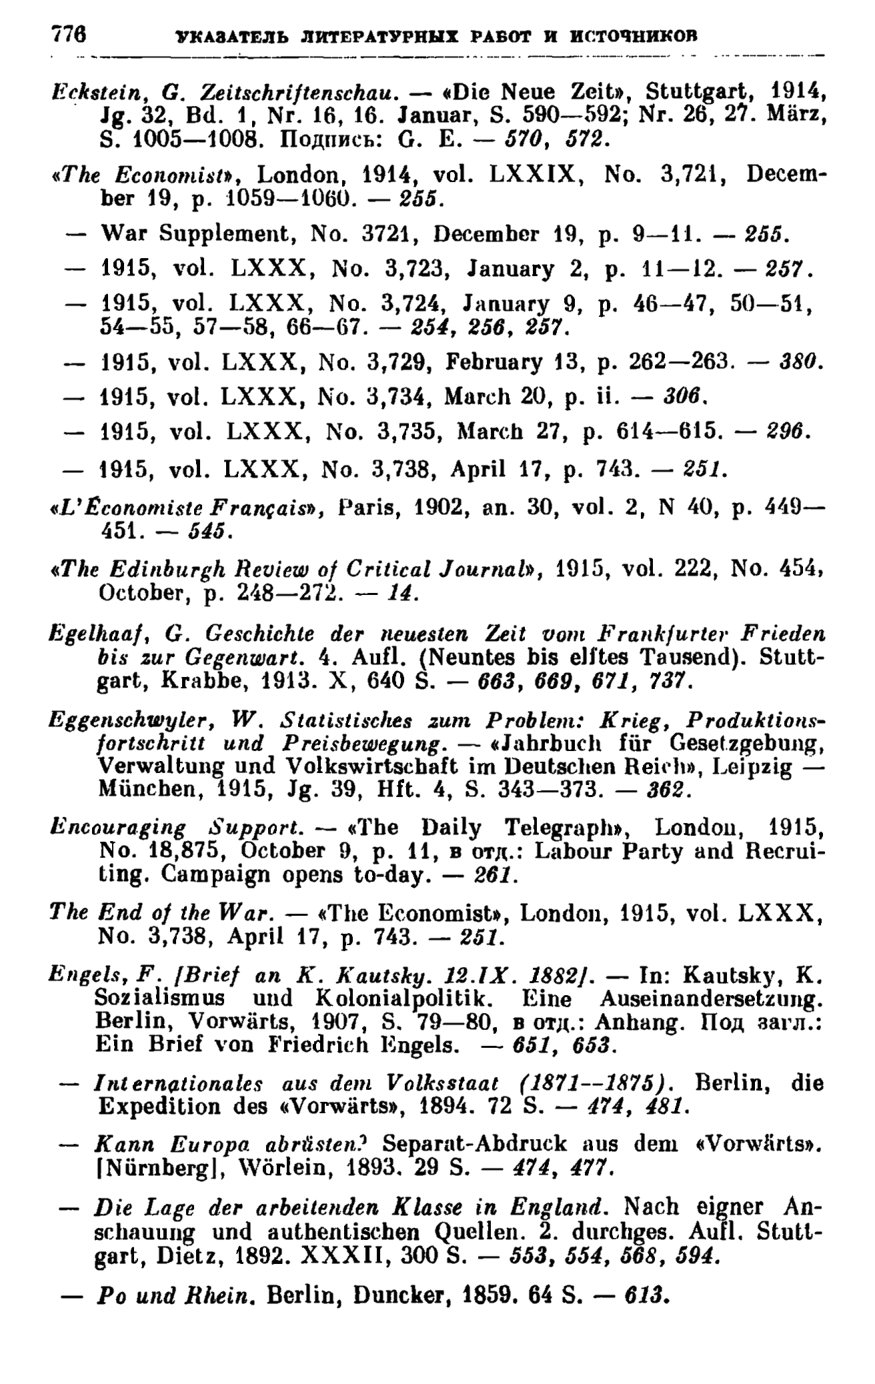 776 УКАЗАТЕЛЬ ЛИТЕРАТУРНЫХ РАБОТ И ИСТОЧНИКОВ
Eckstein, G. Zeitschriftenschau. — «Die Neue Zeit», Stuttgart, 1914,
Jg. 32, Bd. 1, Nr. 16, 16. Januar, S. 590—592; Nr. 26, 27. März,
S. 1005—1008. Подпись: G. E. — 570, 572.
«The Economist», London, 1914, vol. LXXIX, No. 3,721, Decem-
ber 19, p. 1059—1060. — 255.
— War Supplement, No. 3721, December 19, p. 9—11. — 255.
— 1915, vol. LXXX, No. 3,723, January 2, p. 11—12. — 257.
— 1915, vol. LXXX, No. 3,724, January 9, p. 46—47, 50—51,
54—55, 57—58, 66—67. — 254, 256, 257.
— 1915, vol. LXXX, No. 3,729, February 13, p. 262—263. — 380.
— 1915, vol. LXXX, No. 3,734, March 20, p. ii. — 306.
— 1915, vol. LXXX, No. 3,735, March 27, p. 614—615. — 296.
— 1915, vol. LXXX, No. 3,738, April 17, p. 743. — 251.
«L'Économiste Français», Paris, 1902, an. 30, vol. 2, N 40, p. 449—
451. — 545.
«The Edinburgh Review of Critical Journal», 1915, vol. 222, No. 454,
October, p. 248—272. — 14.
Egelhaaf, G. Geschichte der neuesten Zeit vom Frankfurter Frieden
bis zur Gegenwart. 4. Aufl. (Neuntes bis elftes Tausend). Stutt-
gart, Krabbe, 1913. X, 640 S. — 663, 669, 671, 737.
Eggenschwyler, W. Statistisches zum Problem: Krieg, Produktions-
fortschritt und Preisbewegung. — «Jahrbuch für Gesetzgebung,
Verwaltung und Volkswirtschaft im Deutschen Reich», Leipzig —
München, 1915, Jg. 39, Hft. 4, S. 343—373. — 362.
Encouraging Support. — «The Daily Telegraph», London, 1915,
No. 18,875, October 9, p. 11, в отд.: Labour Party and Recrui-
ting. Campaign opens to-day. — 261.
The End of the War. — «The Economist», London, 1915, vol. LXXX,
No. 3,738, April 17, p. 743. — 251.
Engels, F. [Brief an K. Kautsky. 12.IX. 1882]. — In: Kautsky, K.
Sozialismus und Kolonialpolitik. Eine Auseinandersetzung.
Berlin, Vorwärts, 1907, S. 79—80, в отд.: Anhang. Под загл.:
Ein Brief von Friedrich Engels. — 651, 653.
— Internationales aus dem Volksstaat (1871—1875). Berlin, die
Expedition des «Vorwärts», 1894. 72 S. — 474, 481.
— Kann Europa abrüsten? Separat-Abdruck aus dem «Vorwärts».
[Nürnberg], Wörlein, 1893. 29 S. — 474, 477.
— Die Lage der arbeitenden Klasse in England. Nach eigner An-
schauung und authentischen Quellen. 2. durchges. Aufl. Stutt-
gart, Dietz, 1892. XXXII, 300 S. — 553, 554, 568, 594.
— Po und Rhein. Berlin, Duncker, 1859. 64 S. — 613.